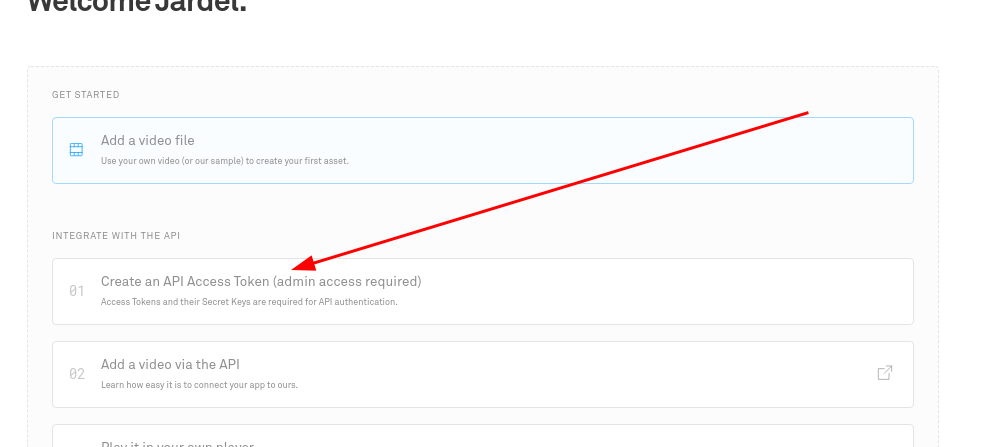 Welcome Jardel.
GET STARTED
Add a video file
Use your own video (or our sample) to create your first asset.
INTEGRATE WITH THE API
01
Create an API Access Token (admin access required)
Access Tokens and their Secret Keys are required for API authentication.
02
Add a video via the API
Learn how easy it is to connect your app to ours.
Play it in your own player